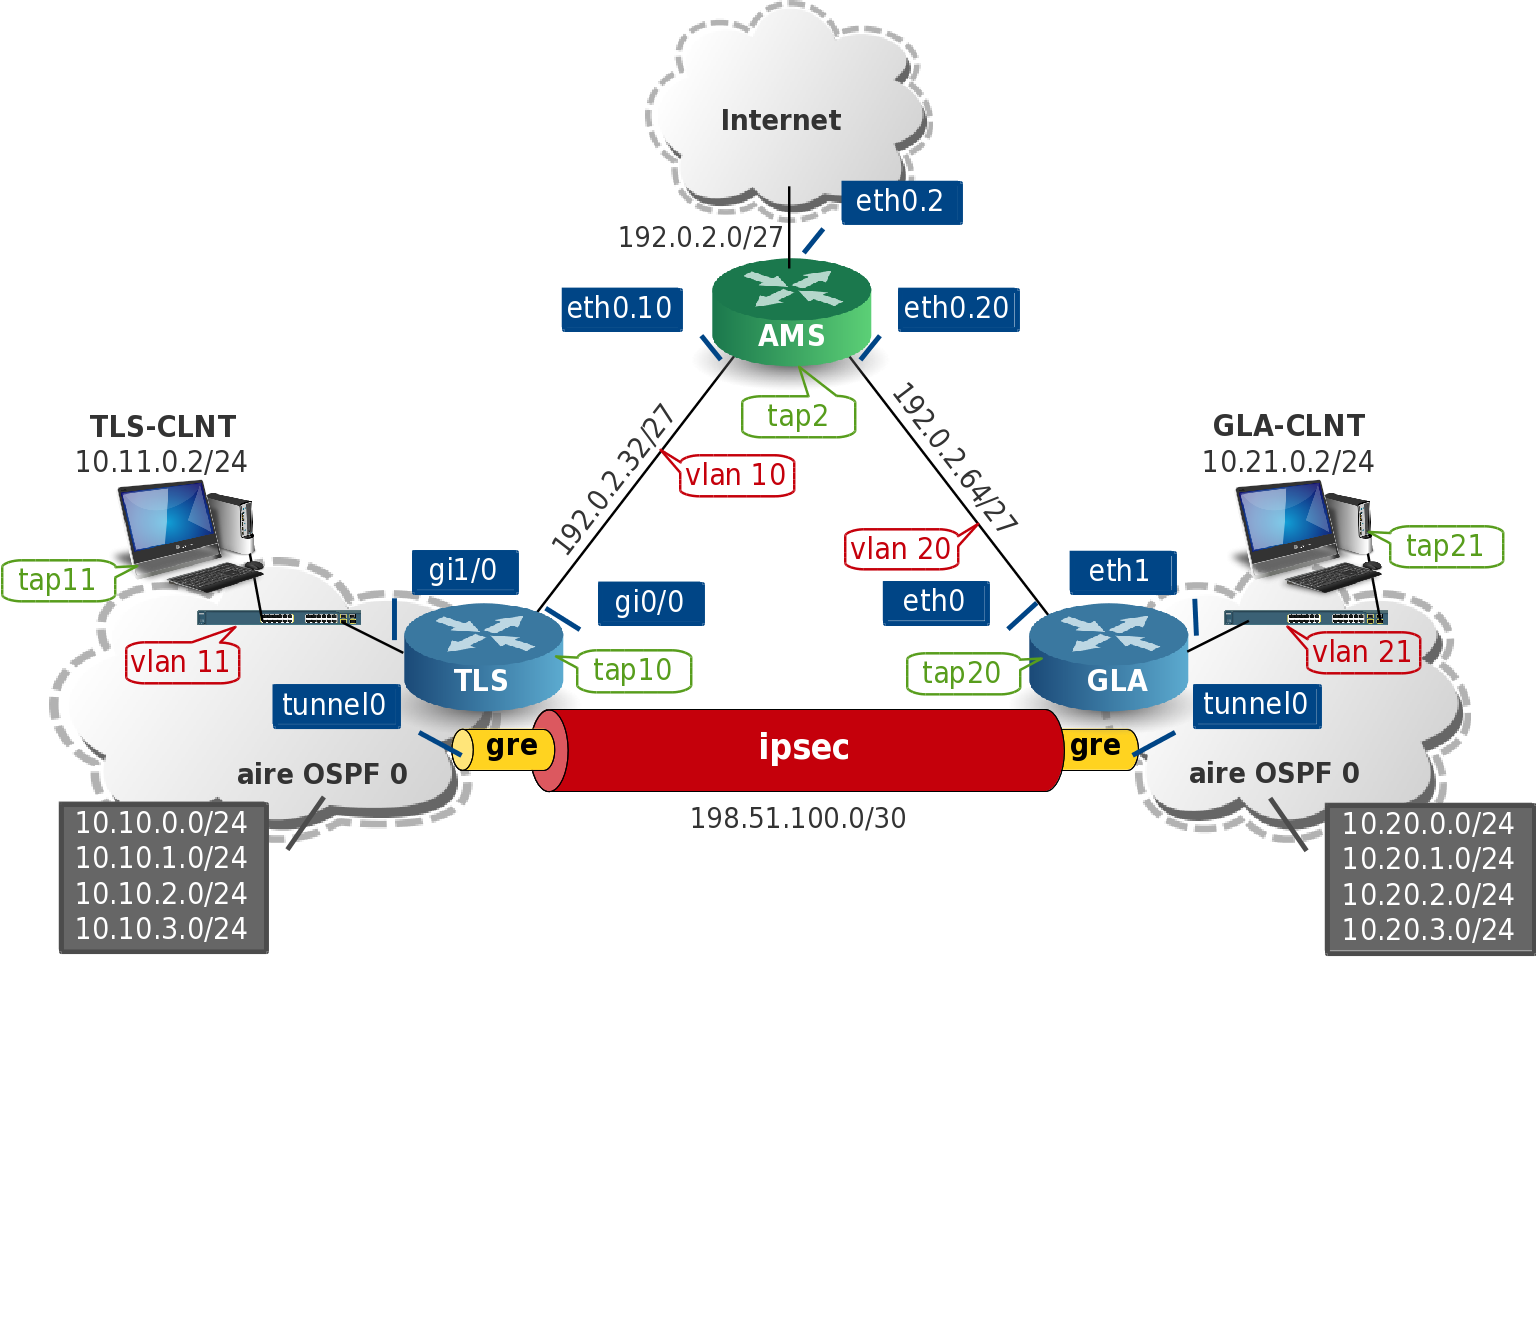 Internet
eth0.2
192.0.2.0/27
eth0.10
eth0.20
AMS
tap2
192.0.2.32/27
192.0.2.64/27
vlan 10
vlan 20
TLS-CLNT
10.11.0.2/24
GLA-CLNT
10.21.0.2/24
tap11
tap21
gi1/0
gi0/0
eth0
eth1
vlan 11
vlan 21
TLS
tap10
tap20
GLA
tunnel0
tunnel0
gre
ipsec
gre
aire OSPF 0
aire OSPF 0
198.51.100.0/30
10.10.0.0/24
10.10.1.0/24
10.10.2.0/24
10.10.3.0/24
10.20.0.0/24
10.20.1.0/24
10.20.2.0/24
10.20.3.0/24